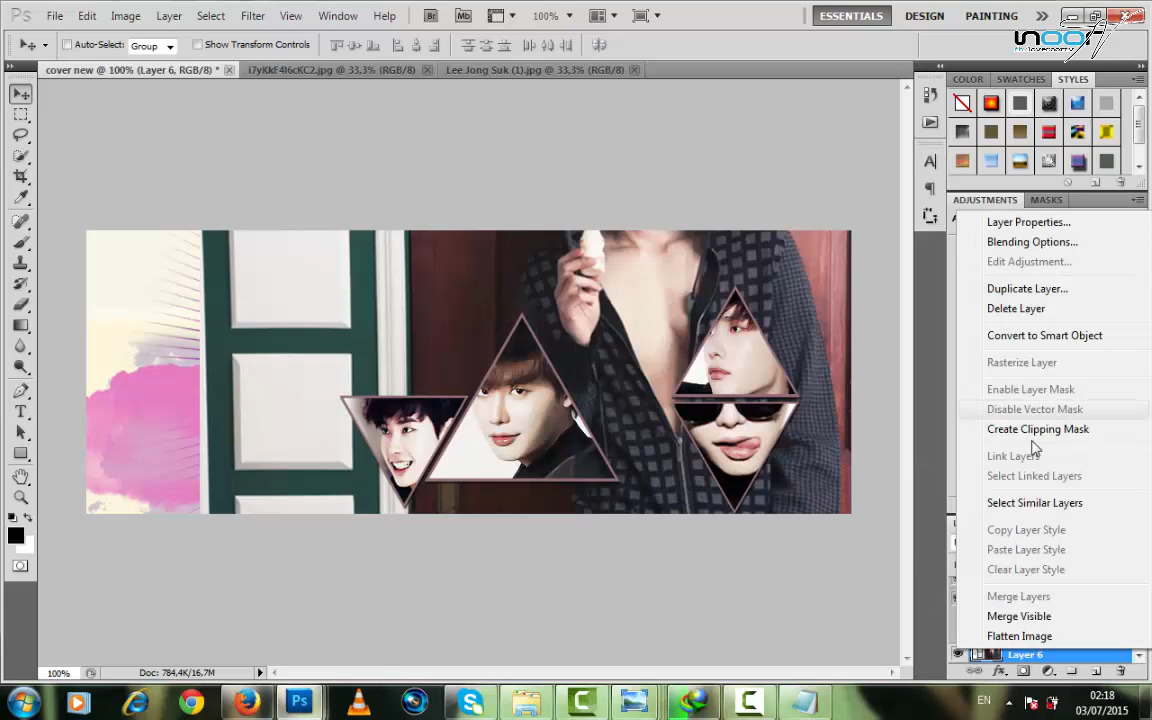 Ps File Edit Image Layer Select Filter View Window Help Br Mb 100% ESSENTIALS DESIGN PAINTING
Auto-Select: Group Show Transform Controls
inoor
cover new @ 100% (Layer 6, RGB/8) * i7yKkF4I6cKC2.jpg @ 33,3% (RGB/8) Lee Jong Suk (1).jpg @ 33,3% (RGB/8)
COLOR SWATCHES STYLES
ADJUSTMENTS MASKS
Layer Properties...
Blending Options...
Edit Adjustment...
Duplicate Layer...
Delete Layer
Convert to Smart Object
Rasterize Layer
Enable Layer Mask
Disable Vector Mask
Create Clipping Mask
Link Layers
Select Linked Layers
Select Similar Layers
Copy Layer Style
Paste Layer Style
Clear Layer Style
Merge Layers
Merge Visible
Flatten Image
Layer 6
100% Doc: 784,4K/16,7M
EN 02:18
03/07/2015